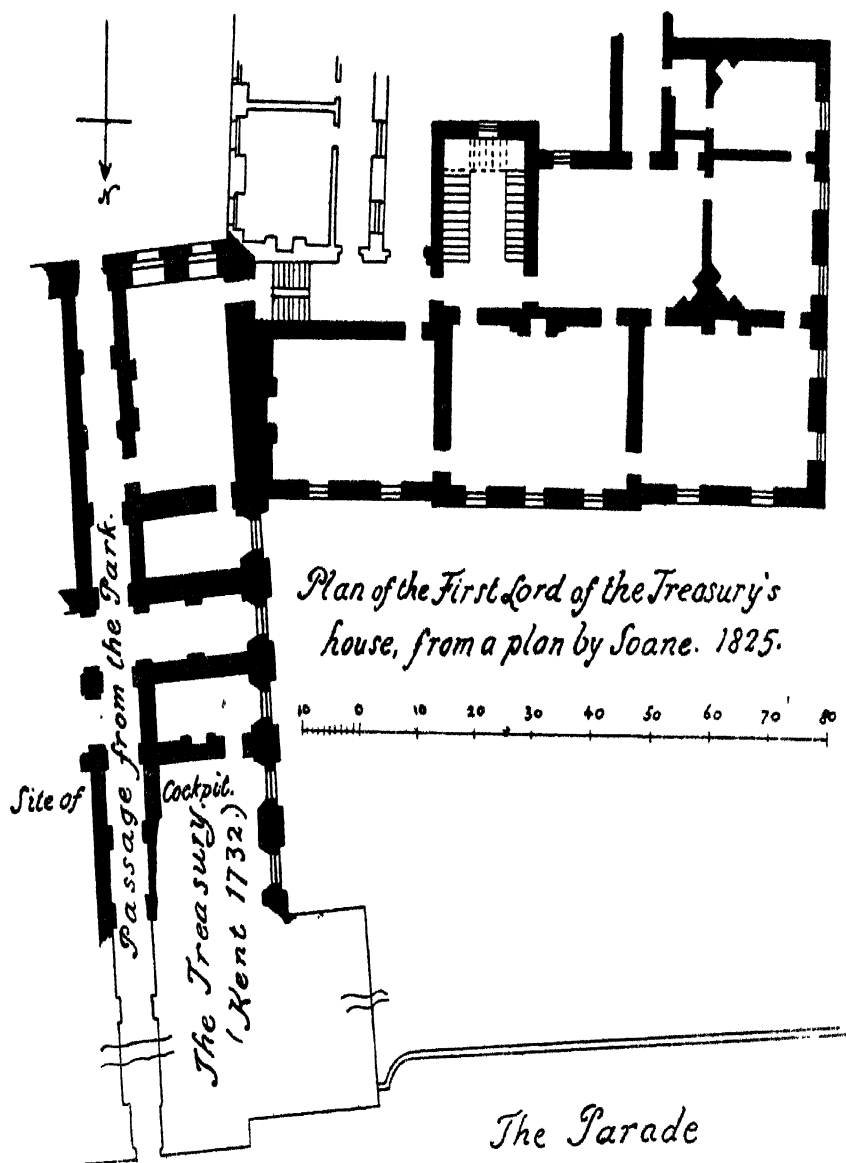 N
Plan of the First Lord of the Treasury's
house, from a plan by Soane. 1825.
10 0 10 20 30 40 50 60 70 80
Passage from the Park.
Site of Cockpit.
The Treasury.
(Kent 1732.)
The Parade